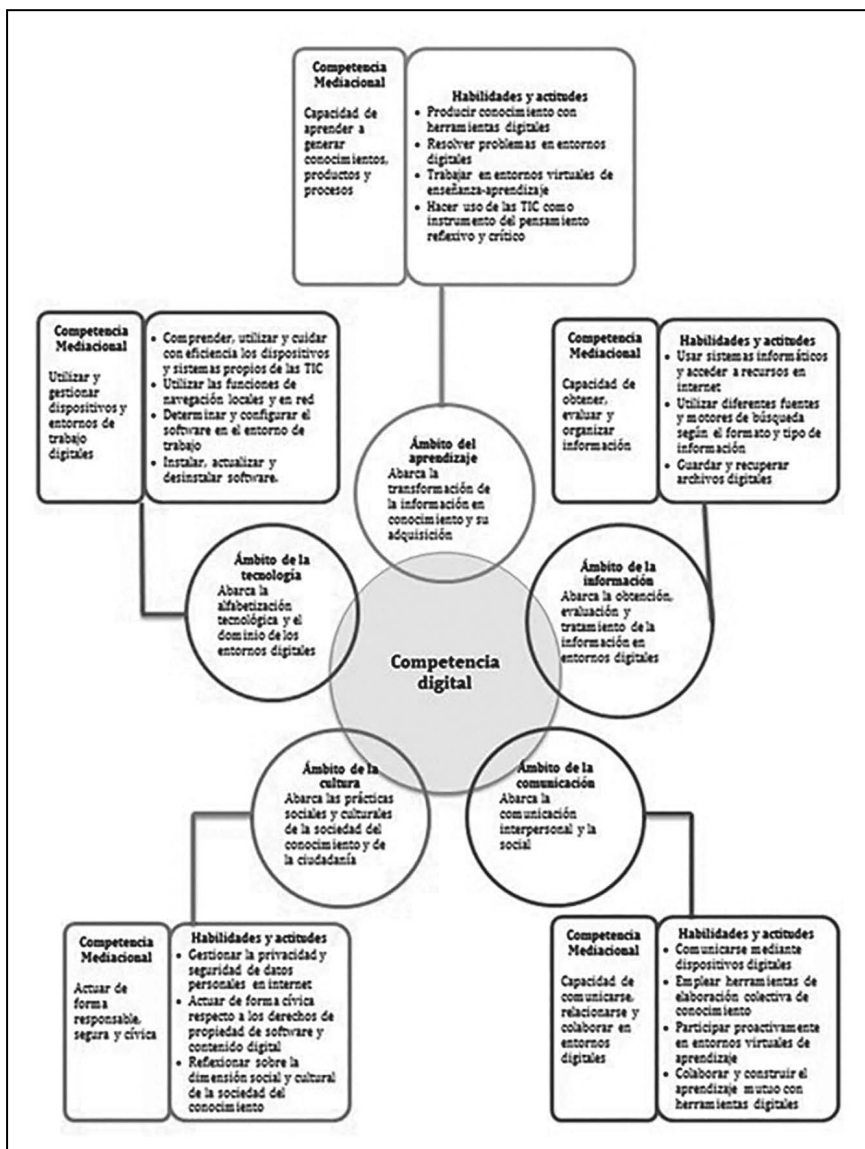 Competencia
Mediacional
Capacidad de
aprender a
generar
conocimientos,
productos y
procesos
Habilidades y actitudes
• Producir conocimiento con
herramientas digitales
• Resolver problemas en entornos
digitales
• Trabajar en entornos virtuales de
enseñanza-aprendizaje
• Hacer uso de las TIC como
instrumento del pensamiento
reflexivo y crítico
Competencia
Mediacional
Utilizar y
gestionar
dispositivos y
entornos de
trabajo
digitales
• Comprender, utilizar y cuidar
con eficiencia los dispositivos
y sistemas propios de las TIC
• Utilizar las funciones de
navegación locales y en red
• Determinar y configurar el
software en el entorno de
trabajo
• Instalar, actualizar y
desinstalar software.
Competencia
Mediacional
Capacidad de
obtener,
evaluar y
organizar
información
Habilidades y actitudes
• Usar sistemas informáticos
y acceder a recursos en
internet
• Utilizar diferentes fuentes
y motores de búsqueda
según el formato y tipo de
información
• Guardar y recuperar
archivos digitales
Ámbito del
aprendizaje
Abarca la
transformación de
la información en
conocimiento y su
adquisición
Ámbito de la
tecnología
Abarca la
alfabetización
tecnológica y el
dominio de los
entornos digitales
Ámbito de la
información
Abarca la obtención,
evaluación y
tratamiento de la
información en
entornos digitales
Competencia
digital
Ámbito de la
cultura
Abarca las prácticas
sociales y culturales
de la sociedad del
conocimiento y de
la ciudadanía
Ámbito de la
comunicación
Abarca la
comunicación
interpersonal y la
social
Competencia
Mediacional
Actuar de
forma
responsable,
segura y cívica
Habilidades y actitudes
• Gestionar la privacidad y
seguridad de datos
personales en internet
• Actuar de forma cívica
respecto a los derechos de
propiedad de software y
contenido digital
• Reflexionar sobre la
dimensión social y cultural
de la sociedad del
conocimiento
Competencia
Mediacional
Capacidad de
comunicarse,
relacionarse y
colaborar en
entornos
digitales
Habilidades y actitudes
• Comunicarse mediante
dispositivos digitales
• Emplear herramientas de
elaboración colectiva de
conocimiento
• Participar proactivamente
en entornos virtuales de
aprendizaje
• Colaborar y construir el
aprendizaje mutuo con
herramientas digitales